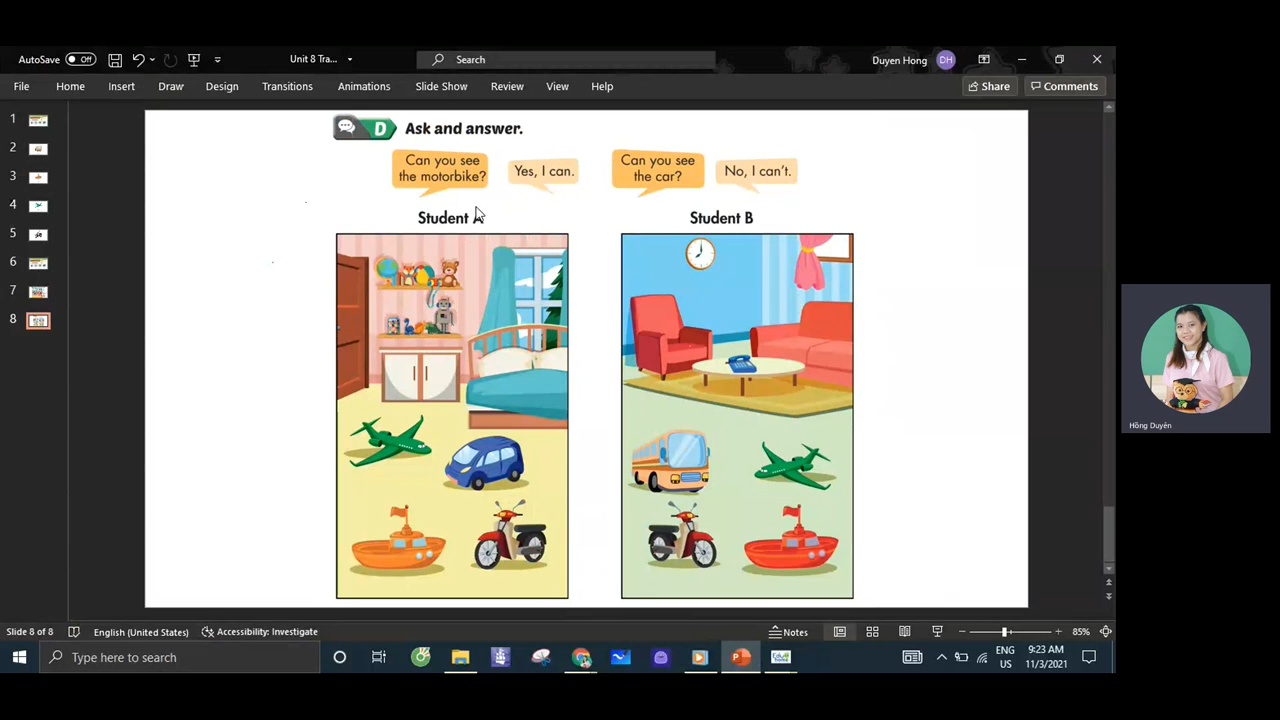 AutoSave Off
Unit 8 Tra...
Search
Duyen Hong DH
File Home Insert Draw Design Transitions Animations Slide Show Review View Help
Share Comments
1
2
3
4
5
6
7
8
D Ask and answer.
Can you see
the motorbike?
Yes, I can.
Can you see
the car?
No, I can't.
Student A
Student B
Hồng Duyên
Slide 8 of 8 English (United States) Accessibility: Investigate
Notes
85%
Type here to search
ENG
US
9:23 AM
11/3/2021